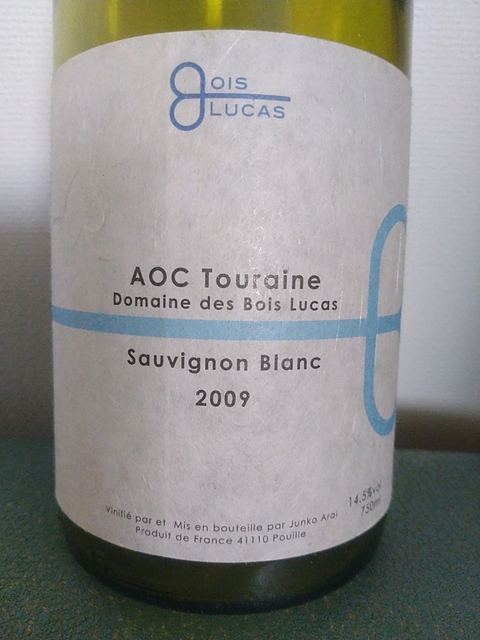 BOIS
LUCAS
AOC Touraine
Domaine des Bois Lucas
Sauvignon Blanc
2009
14.5%vol
750ml
Vinifié par et Mis en bouteille par Junko Arai
Produit de France 41110 Pouille